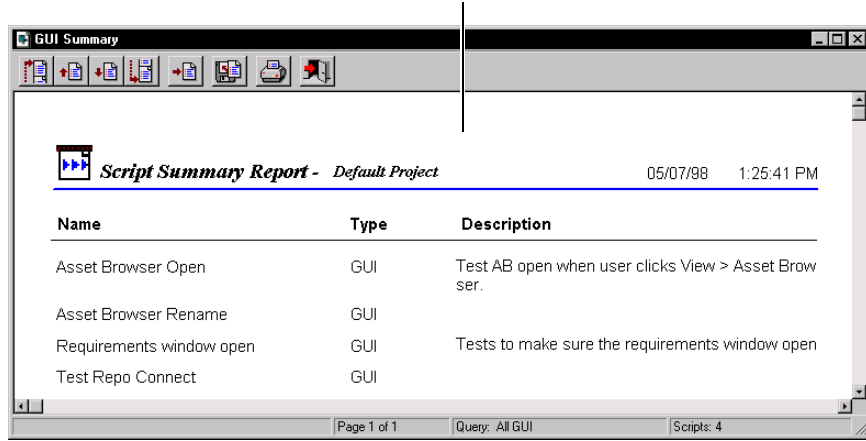 GUI Summary
Script Summary Report - Default Project 05/07/98 1:25:41 PM
Name Type Description
Asset Browser Open GUI Test AB open when user clicks View > Asset Brow
ser.
Asset Browser Rename GUI
Requirements window open GUI Tests to make sure the requirements window open
Test Repo Connect GUI
Page 1 of 1 Query: All GUI Scripts: 4